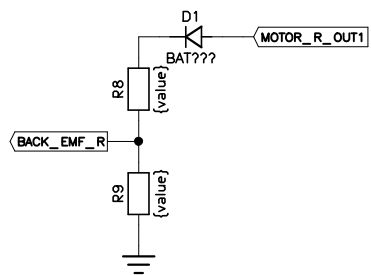 D1
MOTOR_R_OUT1
BAT???
R8
{value}
BACK_EMF_R
R9
{value}